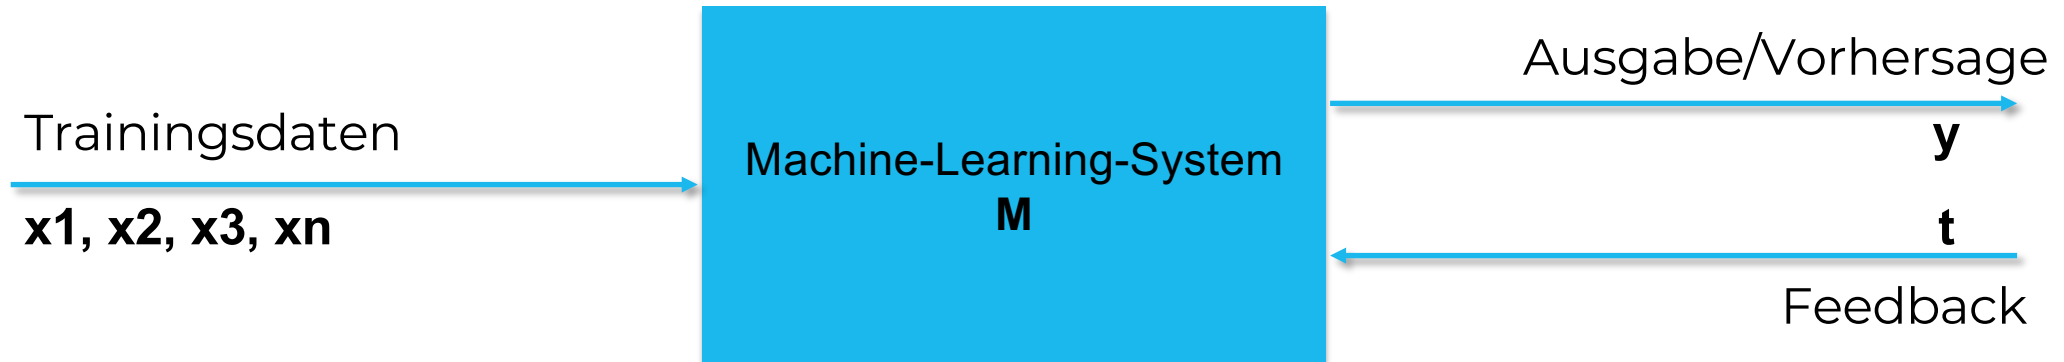 Trainingsdaten
x1, x2, x3, xn
Machine-Learning-System
M
Ausgabe/Vorhersage
y
t
Feedback